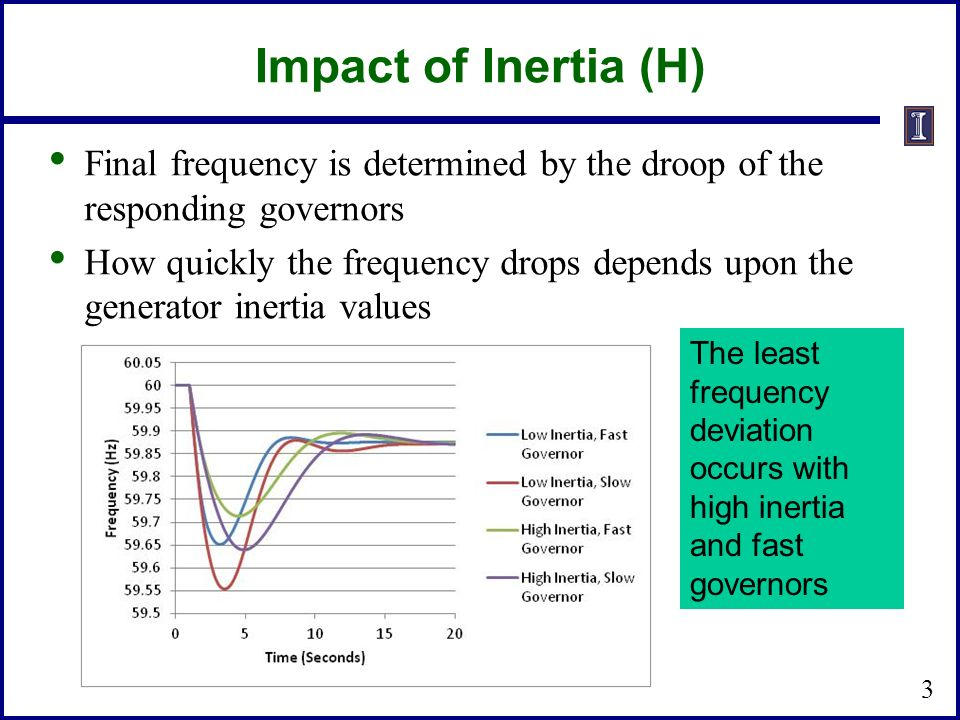 Impact of Inertia (H)
• Final frequency is determined by the droop of the
responding governors
• How quickly the frequency drops depends upon the
generator inertia values
The least
frequency
deviation
occurs with
high inertia
and fast
governors
60.05
60
59.95
59.9
59.85
59.8
59.75
59.7
59.65
59.6
59.55
59.5
Frequency (Hz)
0 5 10 15 20
Time (Seconds)
Low Inertia, Fast
Governor
Low Inertia, Slow
Governor
High Inertia, Fast
Governor
High Inertia, Slow
Governor
I
3